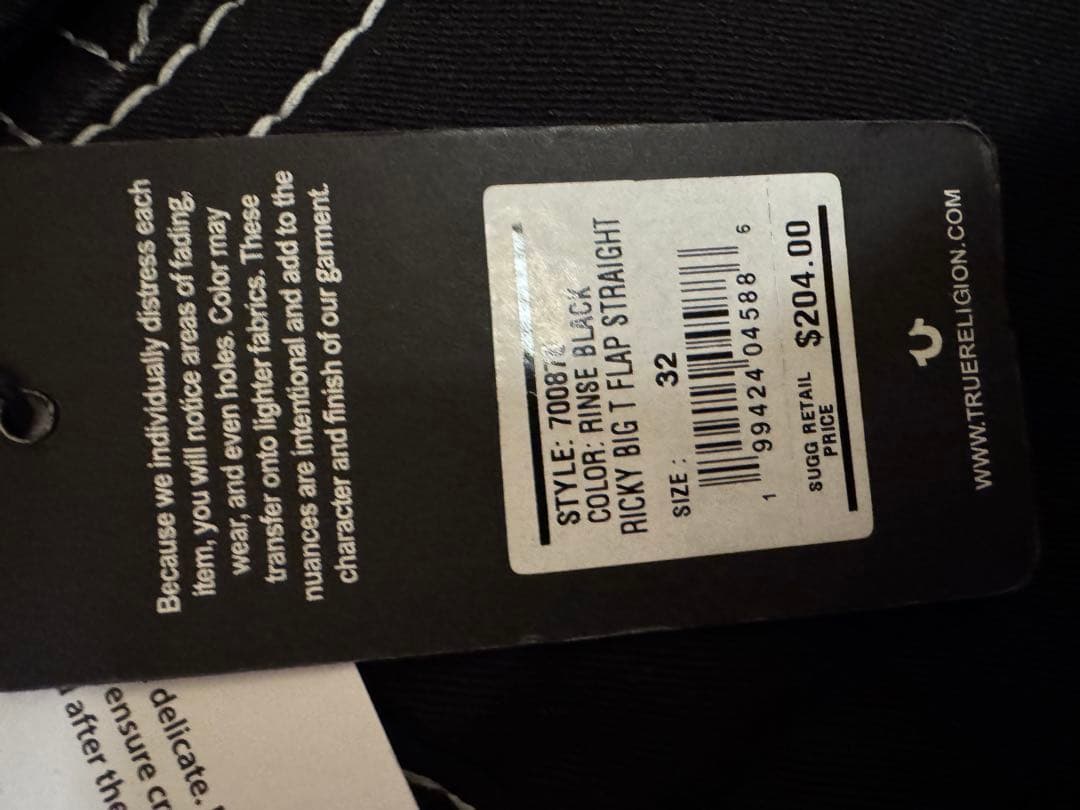 Because we individually distress each
item, you will notice areas of fading,
wear, and even holes. Color may
transfer onto lighter fabrics. These
nuances are intentional and add to the
character and finish of our garment.
STYLE:
COLOR: RINSE BLACK
RICKY BIG T FLAP STRAIGHT
SIZE: 32
1 99424 04588 6
SUGG RETAIL PRICE $204.00
WWW.TRUERELIGION.COM
delicate.
ensure
after the